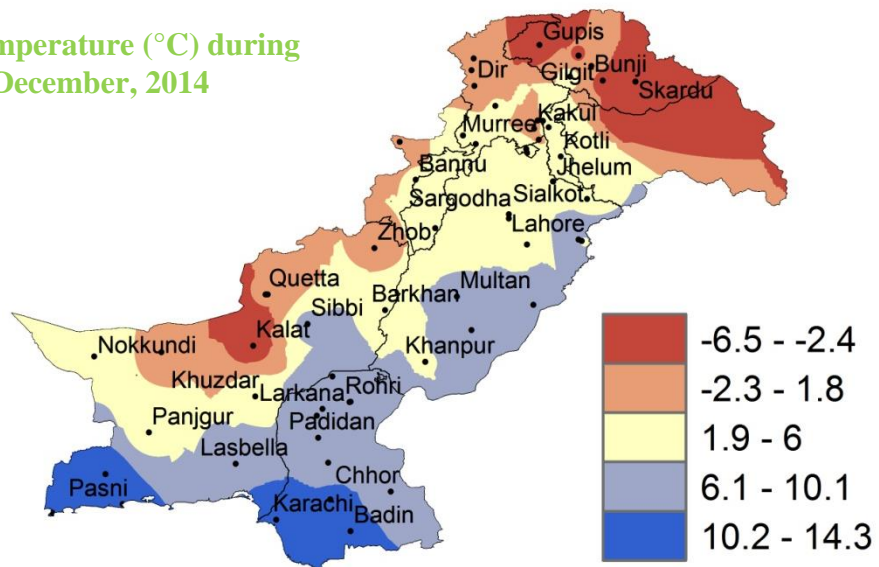 mperature (°C) during
December, 2014
Gupis
Dir
Gilgit
Bunji
Skardu
Murree
Kakul
Kotli
Bannu
Jhelum
Sargodha
Sialkot
Zhob
Lahore
Quetta
Sibbi
Barkhan
Multan
Nokkundi
Kalat
Khanpur
Khuzdar
Larkana
Rohri
Panjgur
Padidan
Lasbella
Chhor
Pasni
Karachi
Badin
-6.5 - -2.4
-2.3 - 1.8
1.9 - 6
6.1 - 10.1
10.2 - 14.3